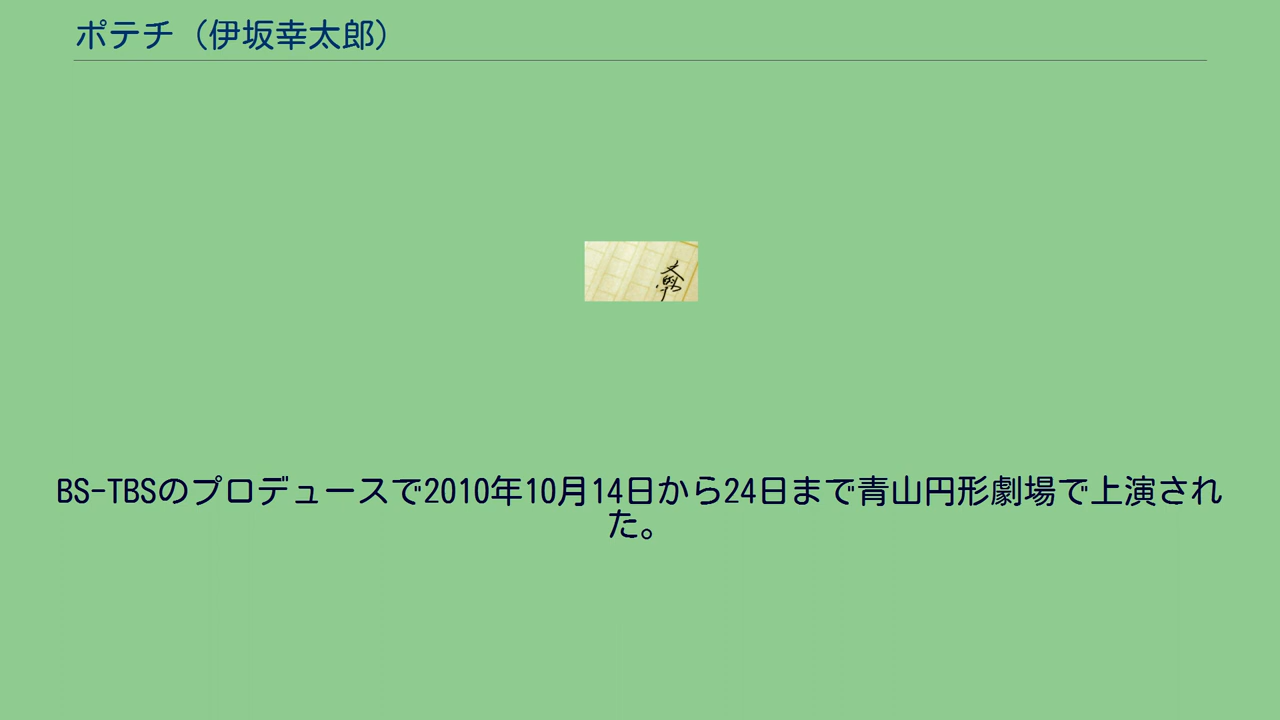 ポテチ（伊坂幸太郎）
BS-TBSのプロデュースで2010年10月14日から24日まで青山円形劇場で上演され
た。